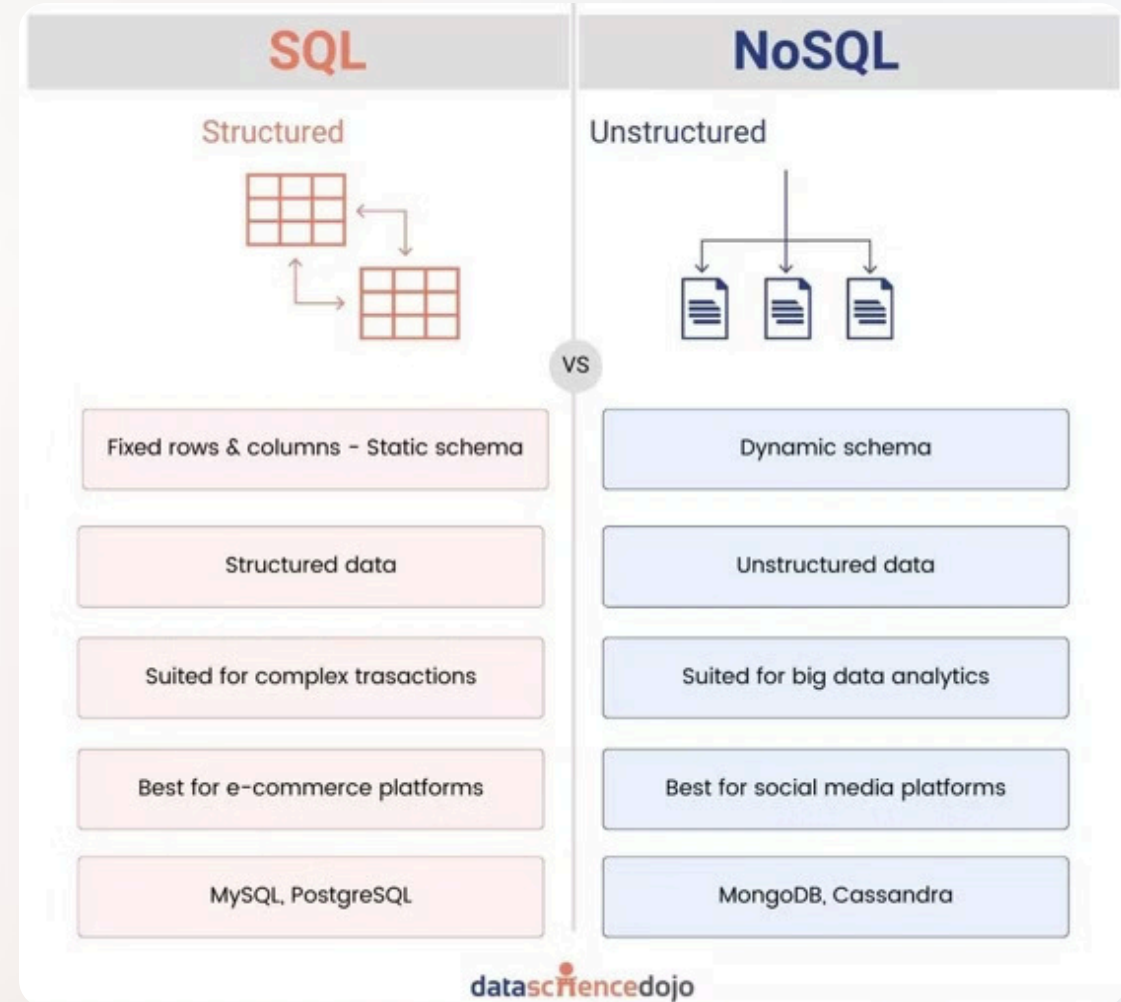 SQL
NoSQL
Structured
Unstructured
VS
Fixed rows & columns - Static schema
Dynamic schema
Structured data
Unstructured data
Suited for complex trasactions
Suited for big data analytics
Best for e-commerce platforms
Best for social media platforms
MySQL, PostgreSQL
MongoDB, Cassandra
datasciencedojo